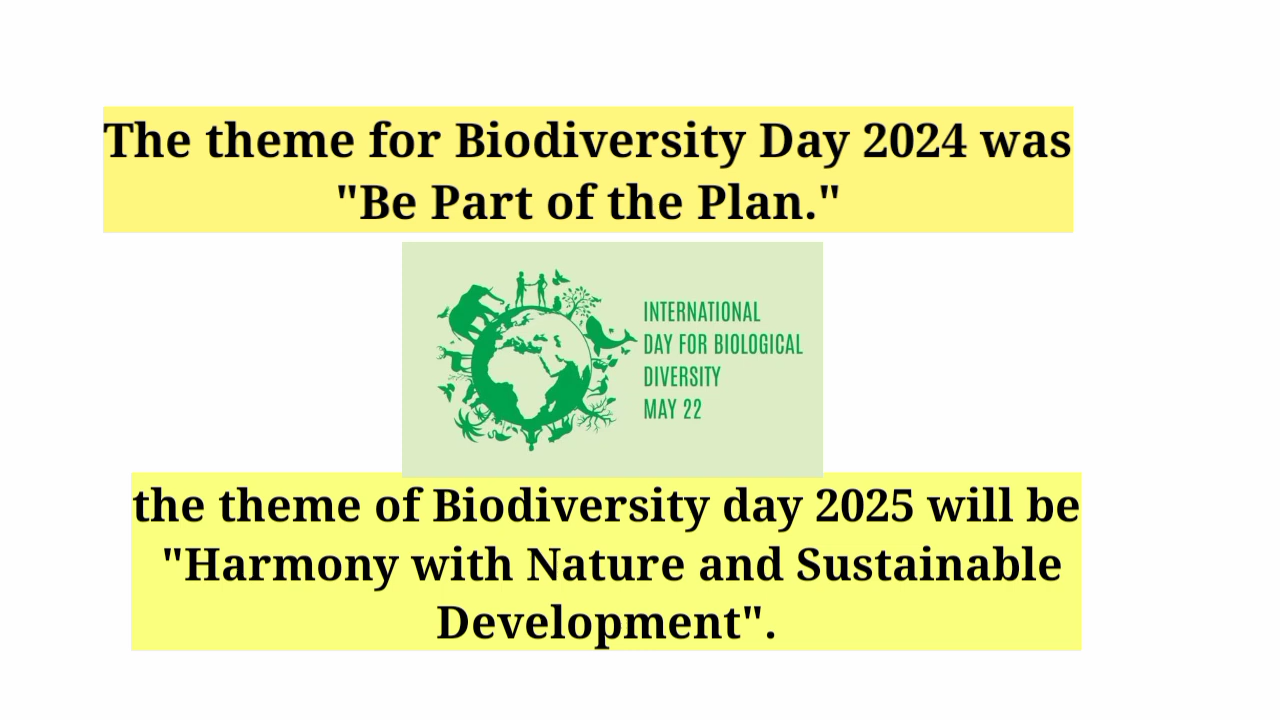 The theme for Biodiversity Day 2024 was
"Be Part of the Plan."
INTERNATIONAL
DAY FOR BIOLOGICAL
DIVERSITY
MAY 22
the theme of Biodiversity day 2025 will be
"Harmony with Nature and Sustainable
Development".